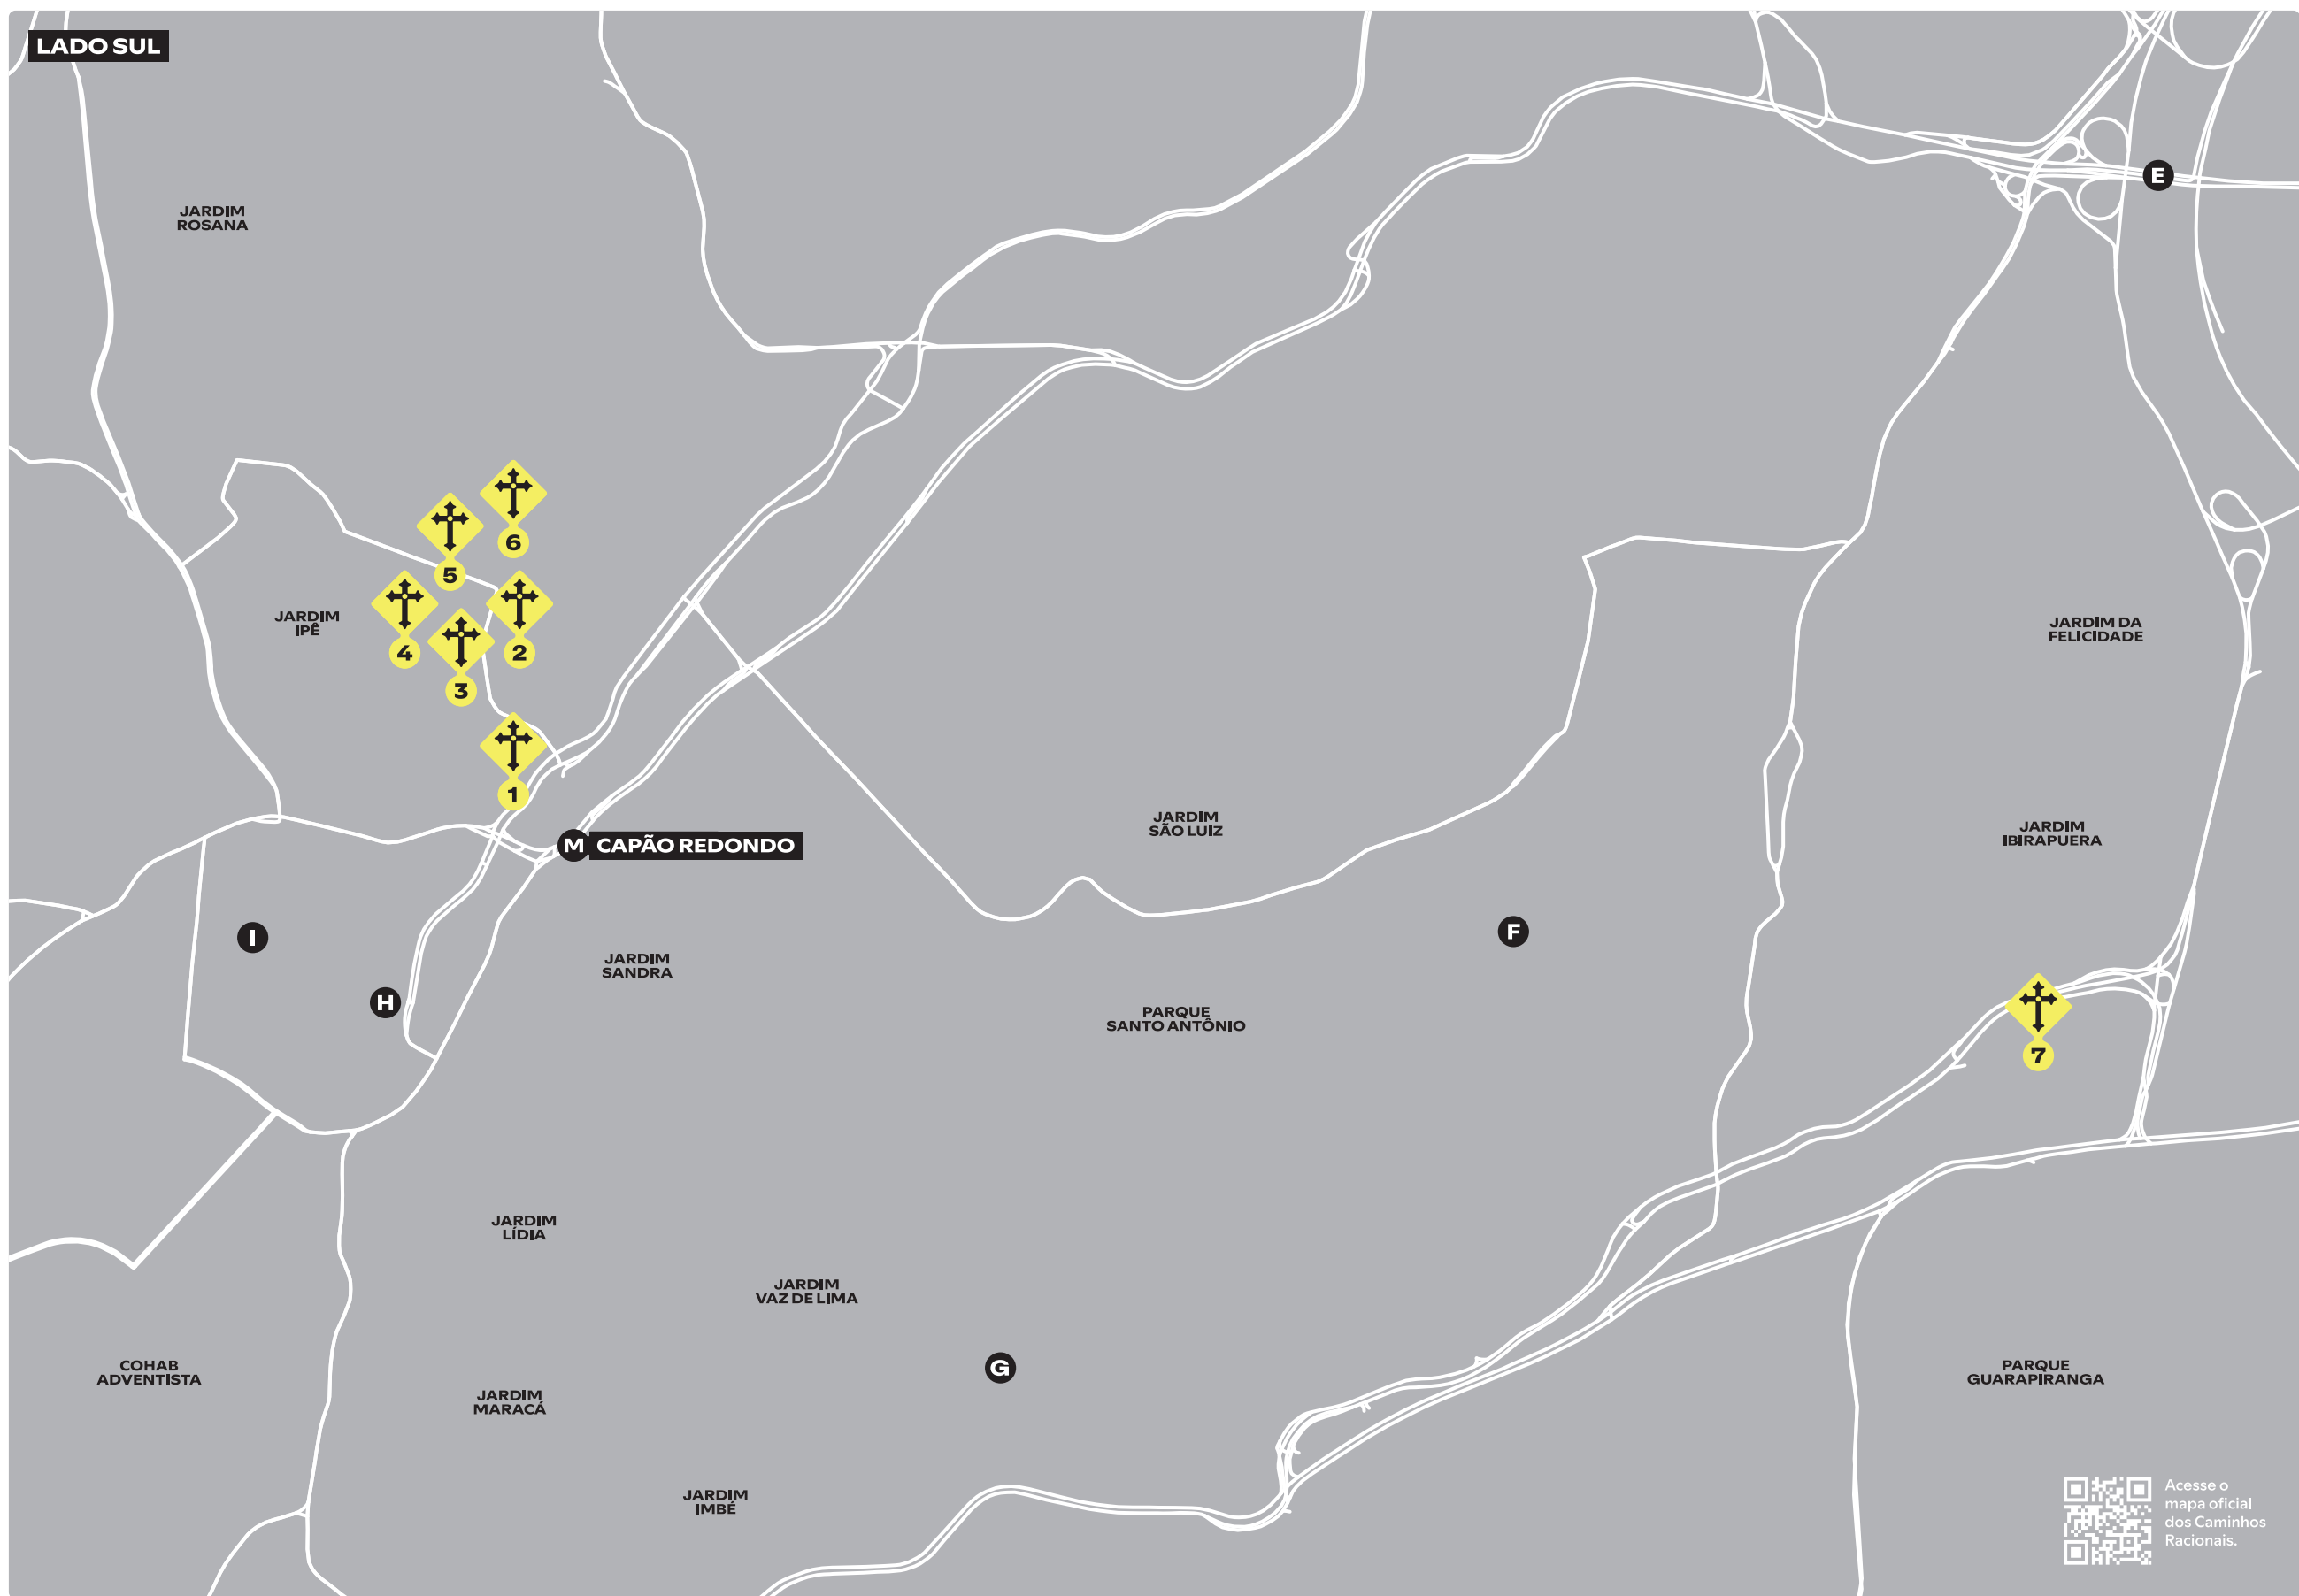 LADO SUL
E
JARDIM
ROSANA
6
5
JARDIM
IPÊ
4
2
3
JARDIM DA
FELICIDADE
1
JARDIM
SÃO LUIZ
JARDIM
IBIRAPUERA
M CAPÃO REDONDO
I
F
JARDIM
SANDRA
H
PARQUE
SANTO ANTÔNIO
7
JARDIM
LÍDIA
JARDIM
VAZ DE LIMA
G
COHAB
ADVENTISTA
PARQUE
GUARAPIRANGA
JARDIM
MARACÁ
JARDIM
IMBÉ
Acesse o
mapa oficial
dos Caminhos
Racionais.